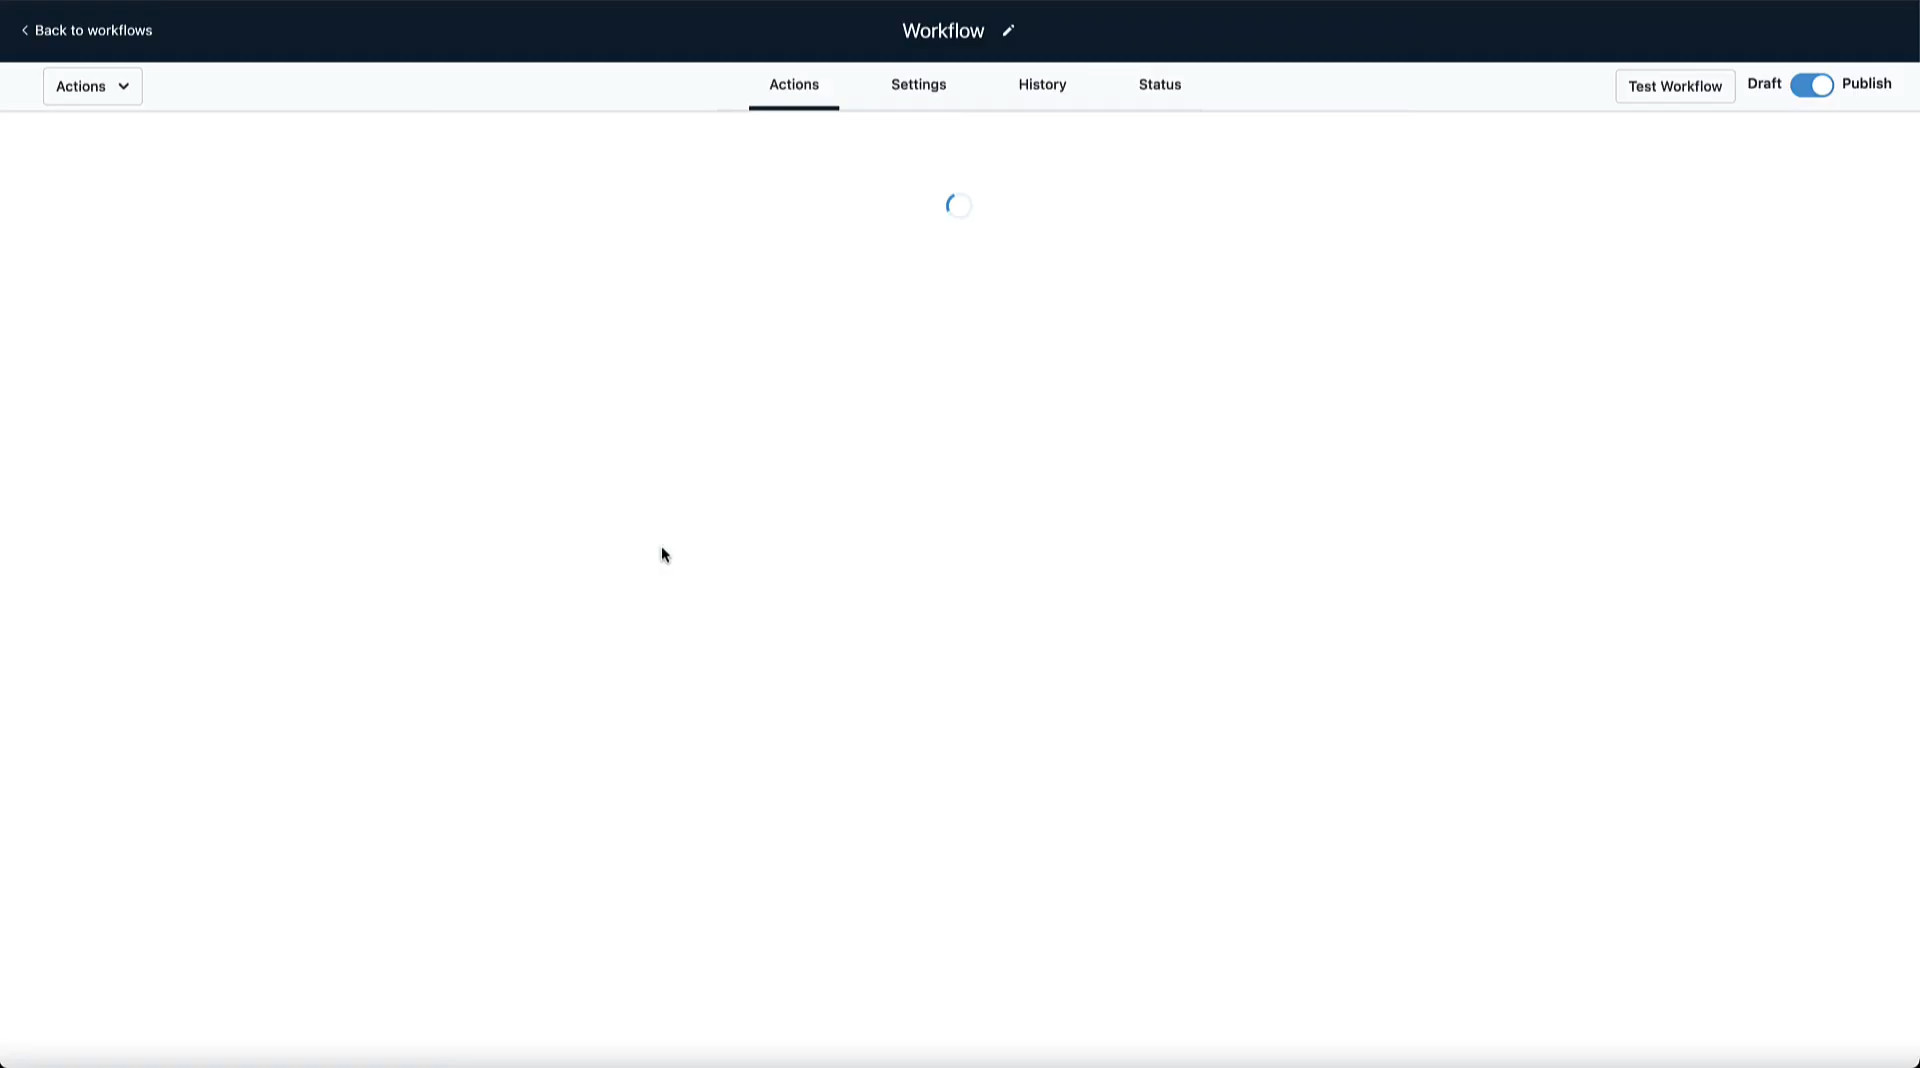 Back to workflows
Workflow
Actions
Actions
Settings
History
Status
Test Workflow
Draft
Publish